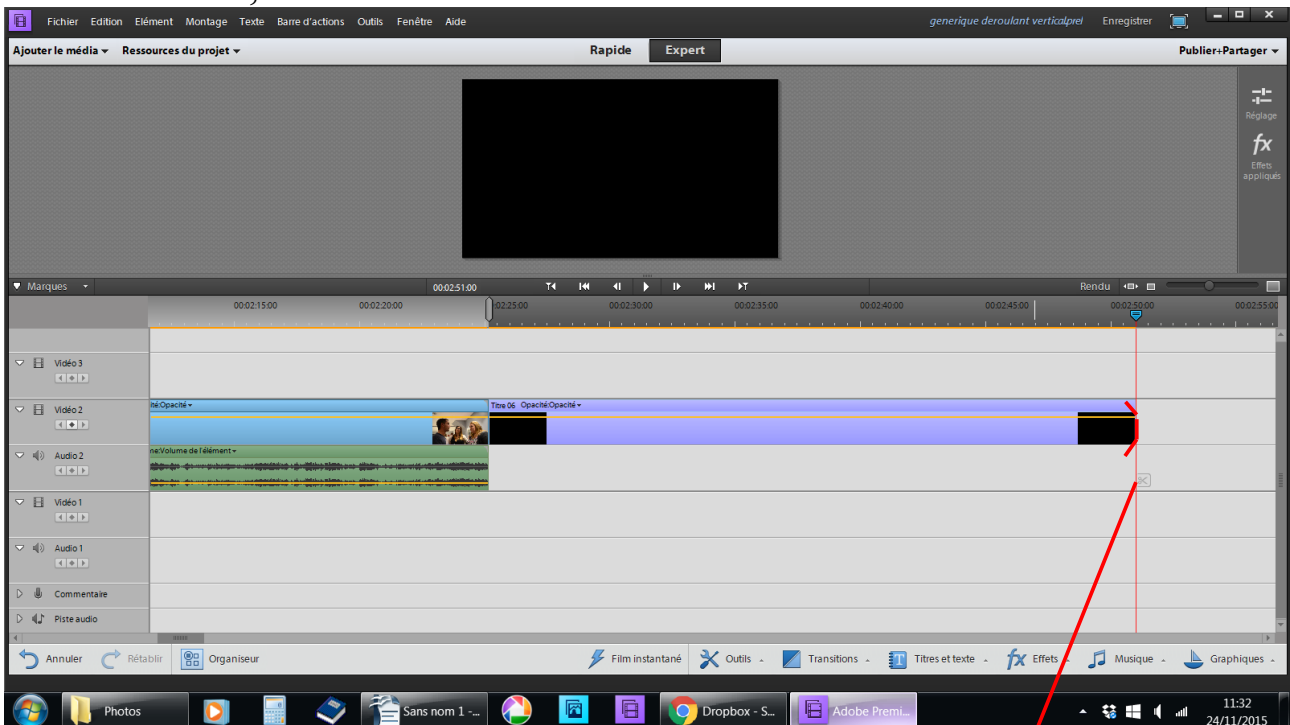 Fichier Edition Elément Montage Texte Barre d'actions Outils Fenêtre Aide generique deroulant verticalprel Enregistrer
Ajouter le média Ressources du projet Rapide Expert Publier+Partager
Réglage
fx
Effets
appliqués
Marques 00:02:51:00 Rendu
00:02:15:00 00:02:20:00 :02:25:00 00:02:30:00 00:02:35:00 00:02:40:00 00:02:45:00 00:02:50:00 00:02:55:00
Vidéo 3
Vidéo 2 ité:Opacité Titre 06 Opacité:Opacité
Audio 2 ne:Volume de l'élément
Vidéo 1
Audio 1
Commentaire
Piste audio
Annuler Rétablir Organiseur Film instantané Outils Transitions Titres et texte fx Effets Musique Graphiques
Photos Sans nom 1 -... Dropbox - S... Adobe Premi... 11:32
24/11/2015